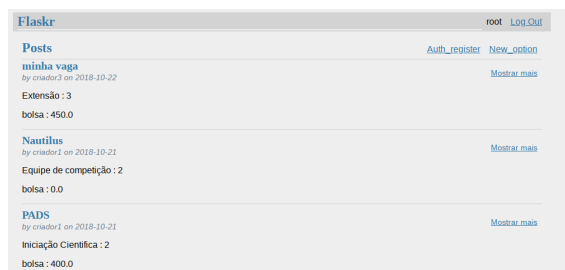 Flaskr root Log Out
Posts Auth_register New_option
minha vaga
by criador3 on 2018-10-22 Mostrar mais
Extensão : 3
bolsa : 450.0
Nautilus
by criador1 on 2018-10-21 Mostrar mais
Equipe de competição : 2
bolsa : 0.0
PADS
by criador1 on 2018-10-21 Mostrar mais
Iniciação Cientifica : 2
bolsa : 400.0